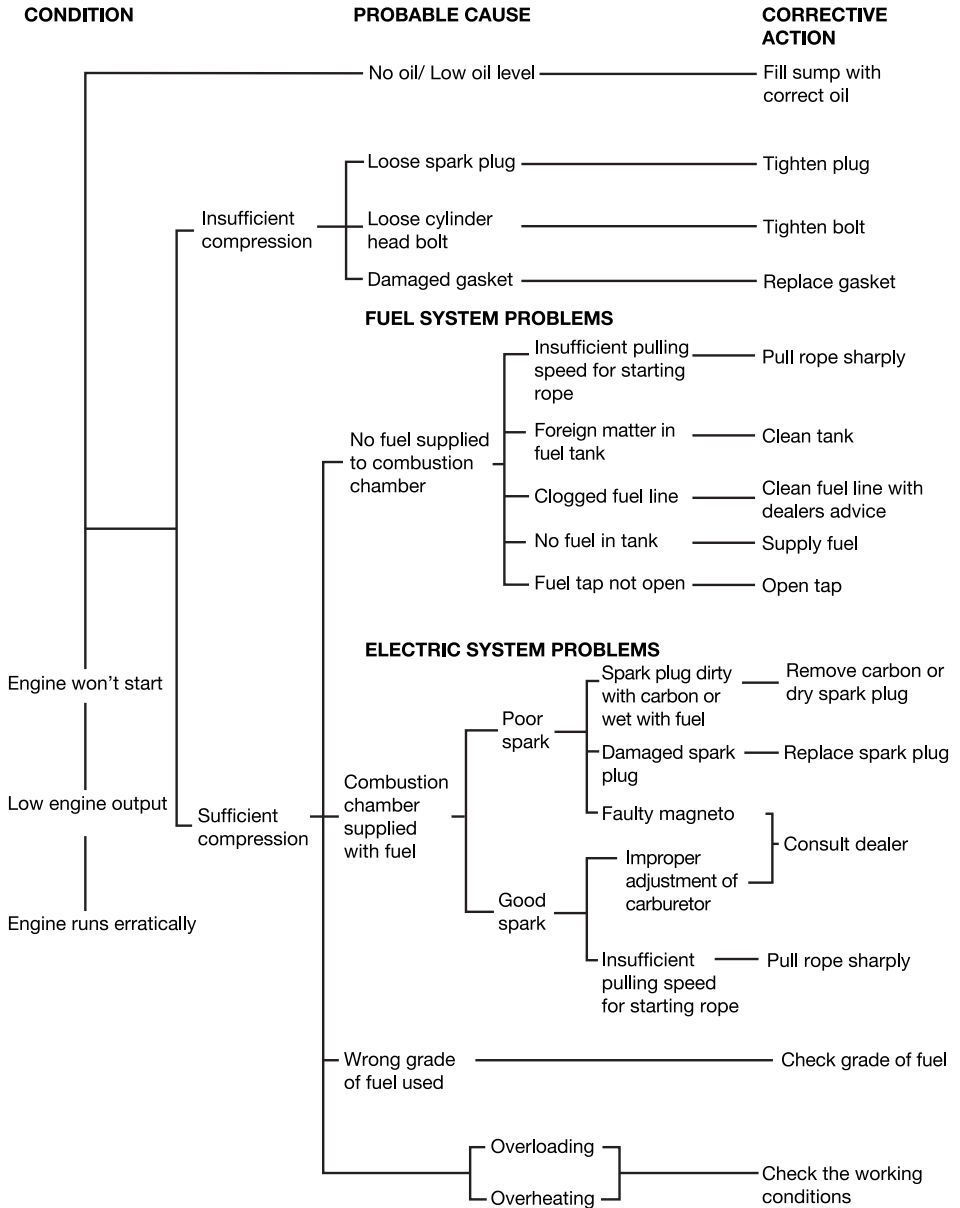 CONDITION
PROBABLE CAUSE
CORRECTIVE
ACTION
No oil/ Low oil level
Fill sump with
correct oil
Insufficient
compression
Loose spark plug
Tighten plug
Loose cylinder
head bolt
Tighten bolt
Damaged gasket
Replace gasket
FUEL SYSTEM PROBLEMS
No fuel supplied
to combustion
chamber
Insufficient pulling
speed for starting
rope
Pull rope sharply
Foreign matter in
fuel tank
Clean tank
Clogged fuel line
Clean fuel line with
dealers advice
No fuel in tank
Supply fuel
Fuel tap not open
Open tap
ELECTRIC SYSTEM PROBLEMS
Engine won't start
Low engine output
Engine runs erratically
Sufficient
compression
Combustion
chamber
supplied
with fuel
Poor
spark
Spark plug dirty
with carbon or
wet with fuel
Remove carbon or
dry spark plug
Damaged spark
plug
Replace spark plug
Faulty magneto
Consult dealer
Good
spark
Improper
adjustment of
carburetor
Insufficient
pulling speed
for starting rope
Pull rope sharply
Wrong grade
of fuel used
Check grade of fuel
Overloading
Overheating
Check the working
conditions